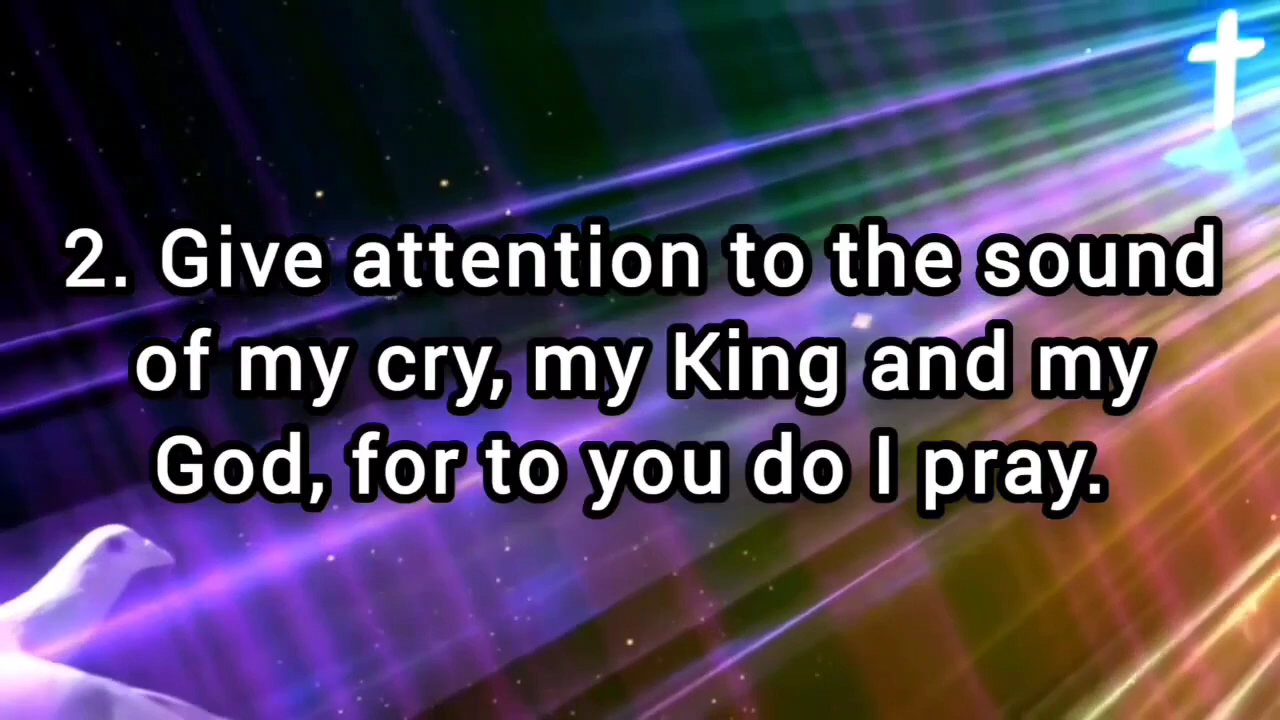 2. Give attention to the sound
of my cry, my King and my
God, for to you do I pray.